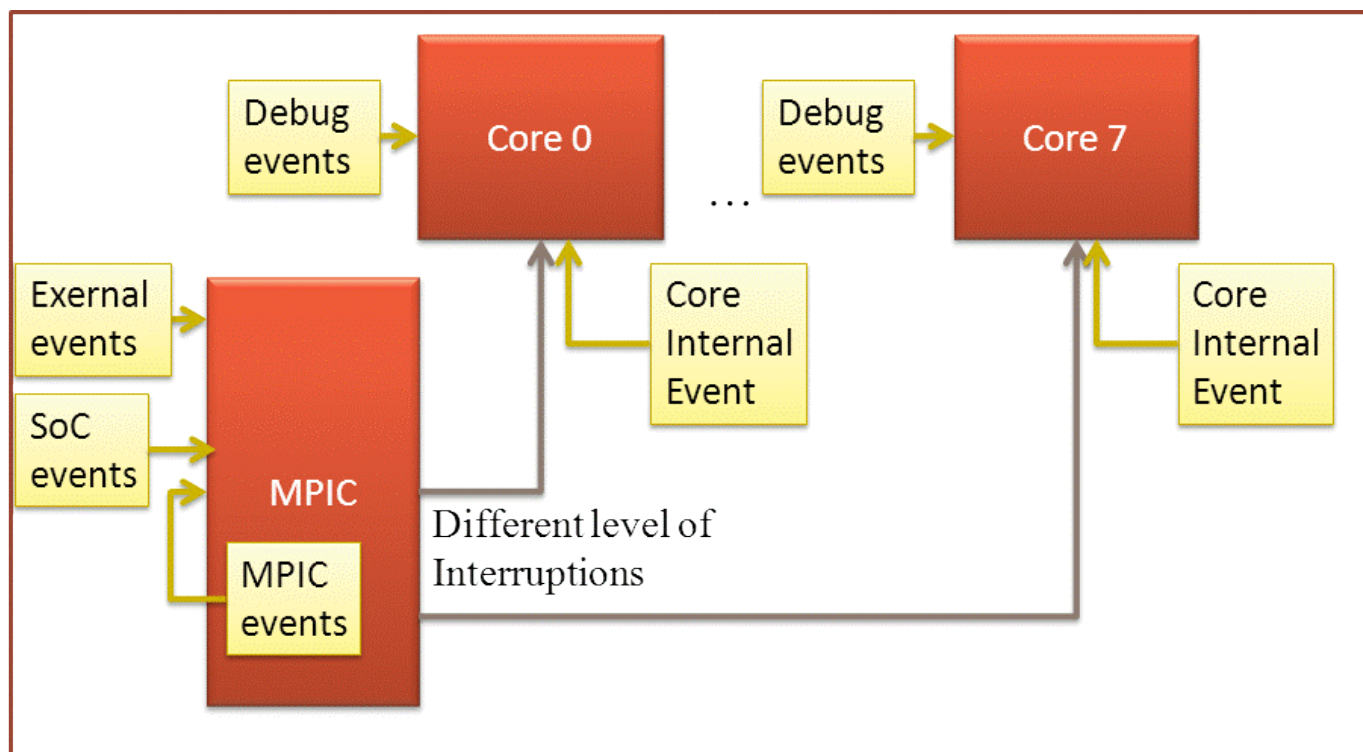 Debug
events
Core 0
Debug
events
Core 7
...
Exernal
events
Core
Internal
Event
Core
Internal
Event
SoC
events
MPIC
Different level of
Interruptions
MPIC
events